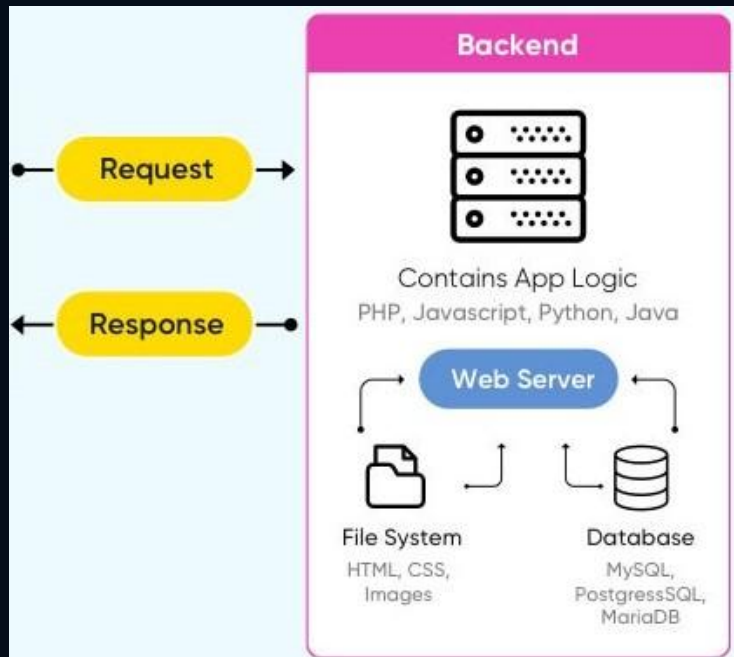 Backend
Request
Response
Contains App Logic
PHP, Javascript, Python, Java
Web Server
File System
HTML, CSS,
Images
Database
MySQL,
PostgressSQL,
MariaDB